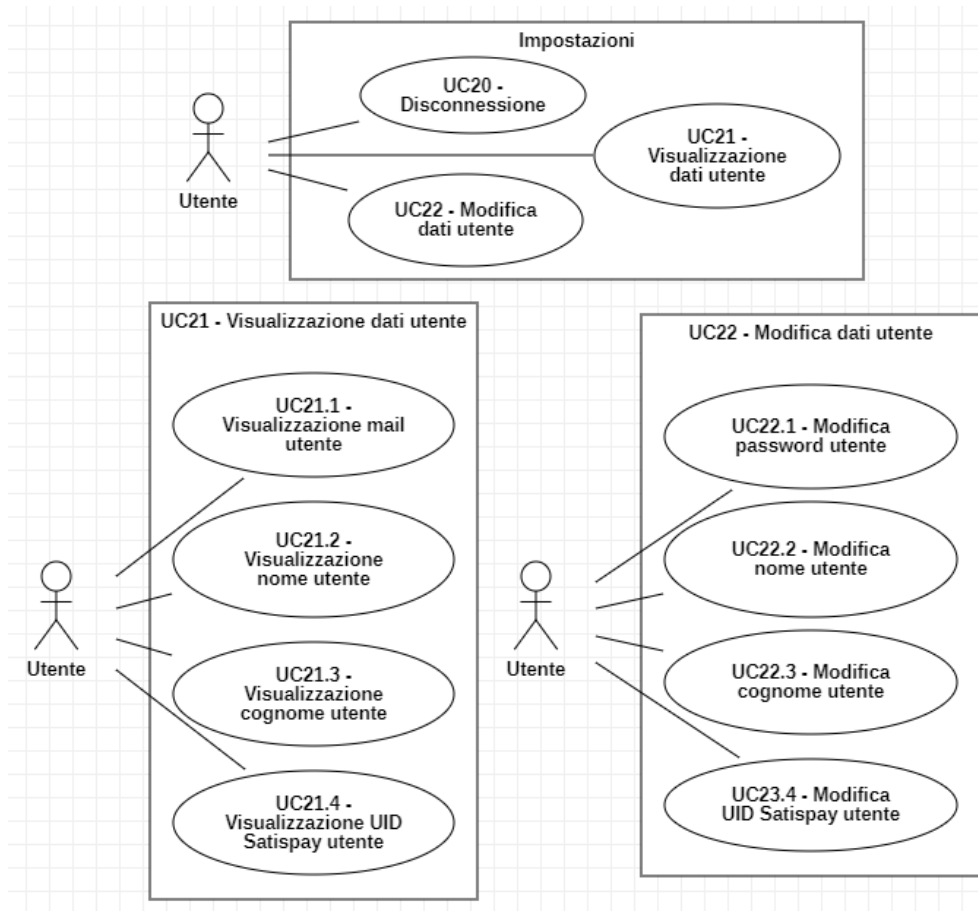 Impostazioni
UC20 -
Disconnessione
UC21 -
Visualizzazione
dati utente
UC22 - Modifica
dati utente
Utente
UC21 - Visualizzazione dati utente
UC21.1 -
Visualizzazione mail
utente
UC21.2 -
Visualizzazione
nome utente
UC21.3 -
Visualizzazione
cognome utente
UC21.4 -
Visualizzazione UID
Satispay utente
Utente
UC22 - Modifica dati utente
UC22.1 - Modifica
password utente
UC22.2 - Modifica
nome utente
UC22.3 - Modifica
cognome utente
UC23.4 - Modifica
UID Satispay utente
Utente